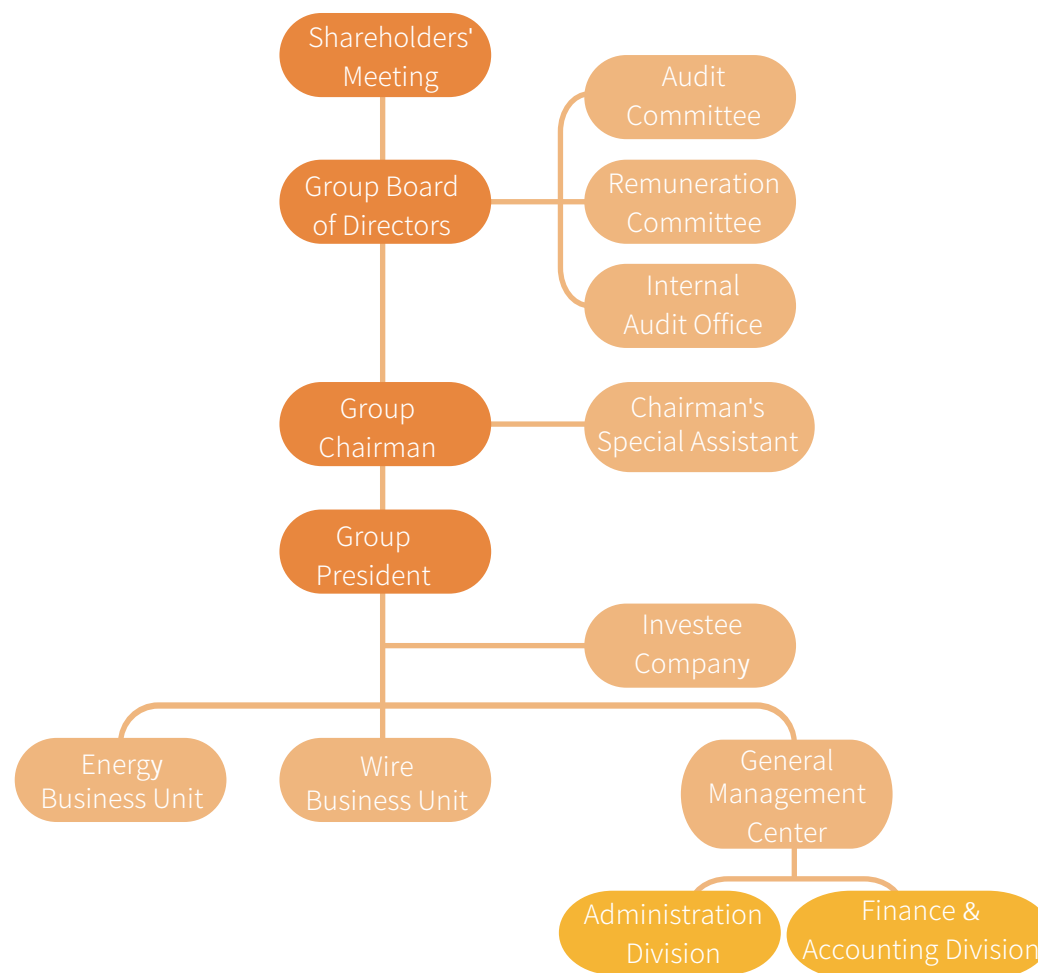 Shareholders'
Meeting
Audit
Committee
Group Board
of Directors
Remuneration
Committee
Internal
Audit Office
Group
Chairman
Chairman's
Special Assistant
Group
President
Investee
Company
Energy
Business Unit
Wire
Business Unit
General
Management
Center
Administration
Division
Finance &
Accounting Division